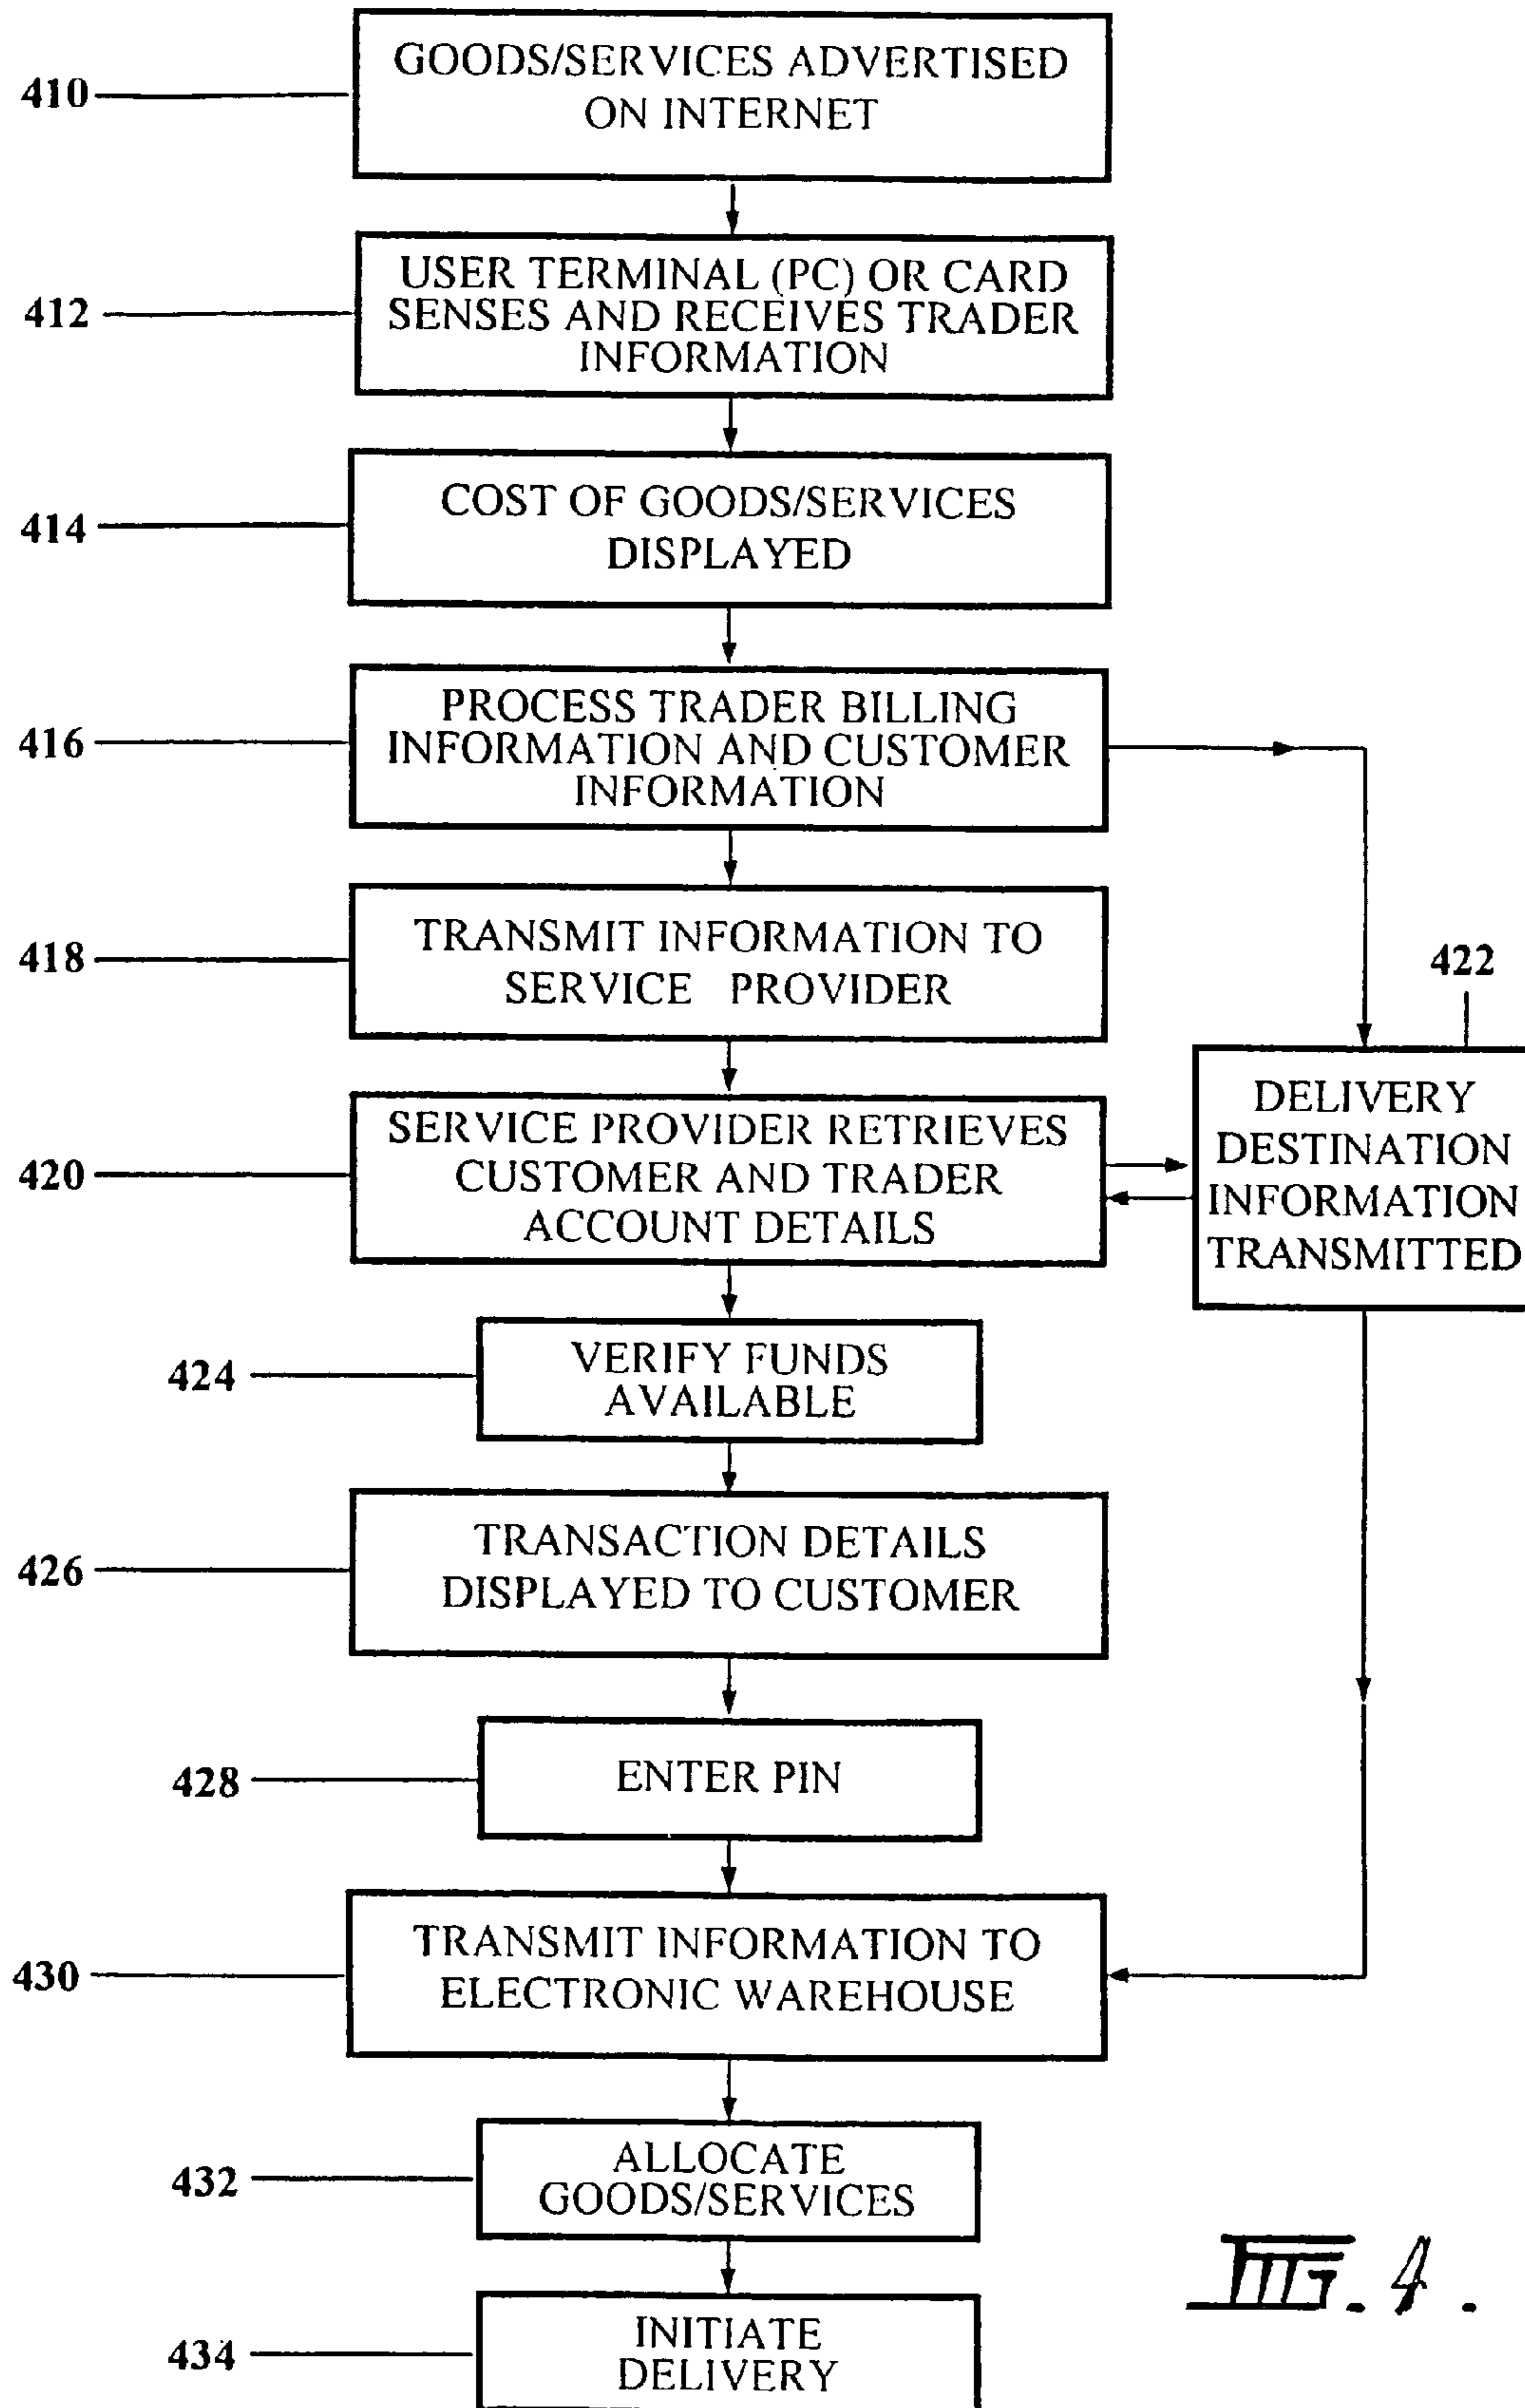 GOODS/SERVICES ADVERTISED
ON INTERNET
410
USER TERMINAL (PC) OR CARD
SENSES AND RECEIVES TRADER
INFORMATION
412
COST OF GOODS/SERVICES
DISPLAYED
414
PROCESS TRADER BILLING
INFORMATION AND CUSTOMER
INFORMATION
416
TRANSMIT INFORMATION TO
SERVICE PROVIDER
418
422
DELIVERY
DESTINATION
INFORMATION
TRANSMITTED
SERVICE PROVIDER RETRIEVES
CUSTOMER AND TRADER
ACCOUNT DETAILS
420
VERIFY FUNDS
AVAILABLE
424
TRANSACTION DETAILS
DISPLAYED TO CUSTOMER
426
ENTER PIN
428
TRANSMIT INFORMATION TO
ELECTRONIC WAREHOUSE
430
ALLOCATE
GOODS/SERVICES
432
INITIATE
DELIVERY
434
FIG. 4.